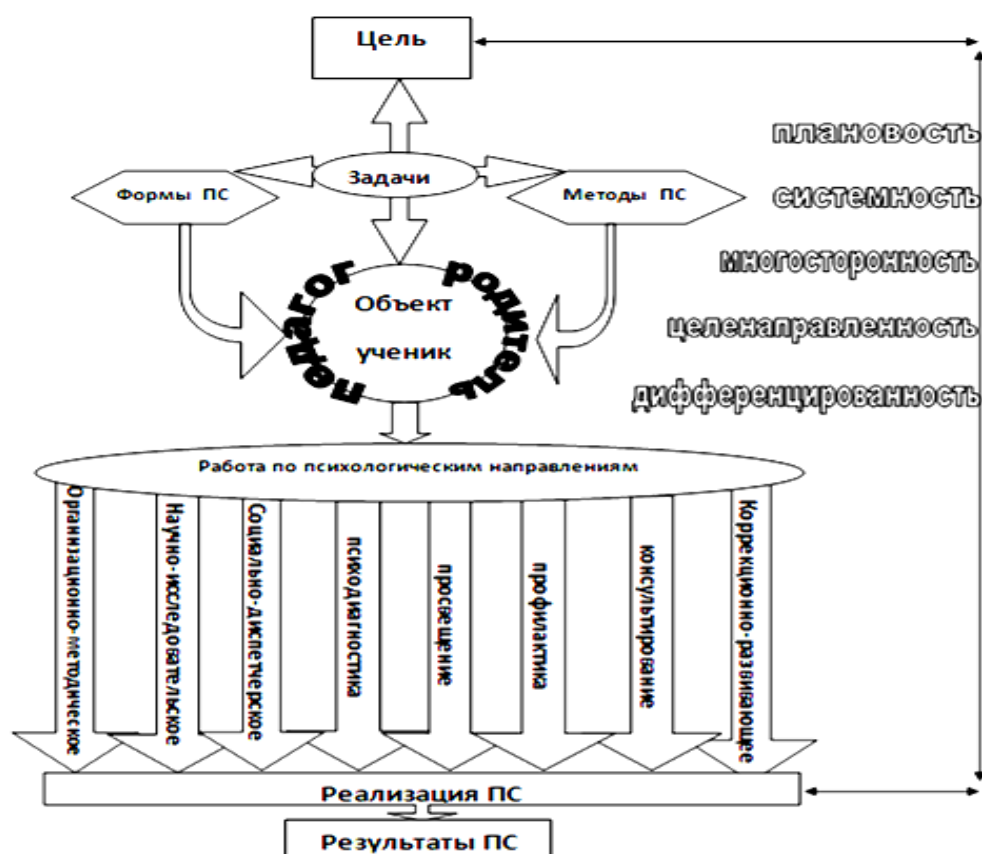 Цель
плановость
Задачи
Формы ПС
Методы ПС
системность
многосторонность
педагог
родитель
Объект
ученик
целенаправленность
дифференцированность
Работа по психологическим направлениям
Организационно-методическое
Научно-исследовательское
Социально-диспетчерское
психодиагностика
просвещение
профилактика
консультирование
Коррекционно-развивающее
Реализация ПС
Результаты ПС